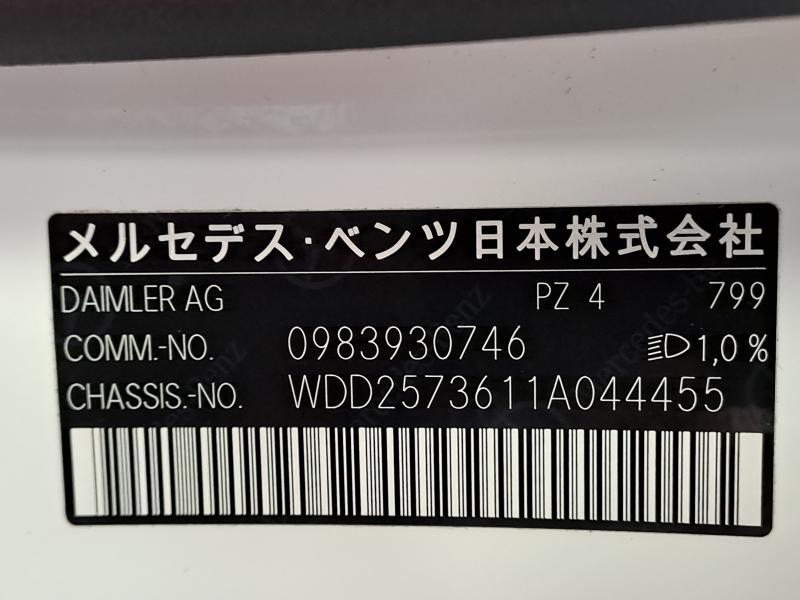 メルセデス・ベンツ日本株式会社
DAIMLER AG PZ 4 799
COMM.-NO. 0983930746 1,0 %
CHASSIS.-NO. WDD2573611A044455